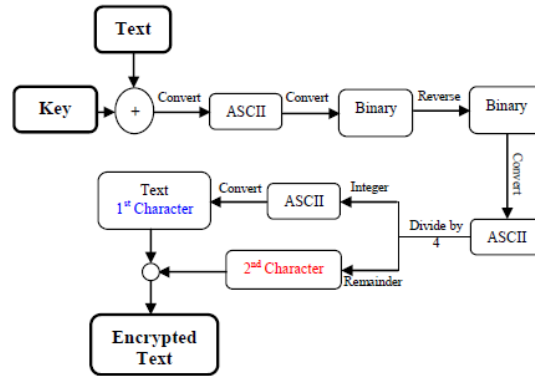 Text
Key
+
Convert
ASCII
Convert
Binary
Reverse
Binary
Convert
ASCII
Divide by
4
Integer
ASCII
Convert
Text
1st Character
Remainder
2nd Character
Encrypted
Text